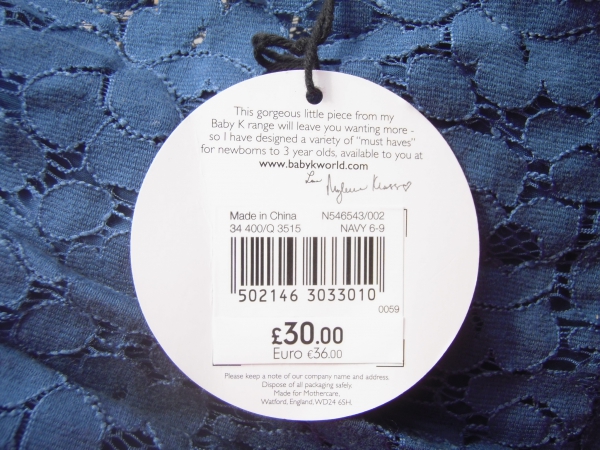 This gorgeous little piece from my
Baby K range will leave you wanting more -
so I have designed a variety of "must haves"
for newborns to 3 year olds, available to you at
www.babykworld.com
Myleene Klass
Made in China N546543/002
34 400/Q 3515 NAVY 6-9
502146 3033010
0059
£30.00
Euro €36.00
Please keep a note of our company name and address.
Dispose of all packaging safely.
Made for Mothercare,
Watford, England, WD24 6SH.